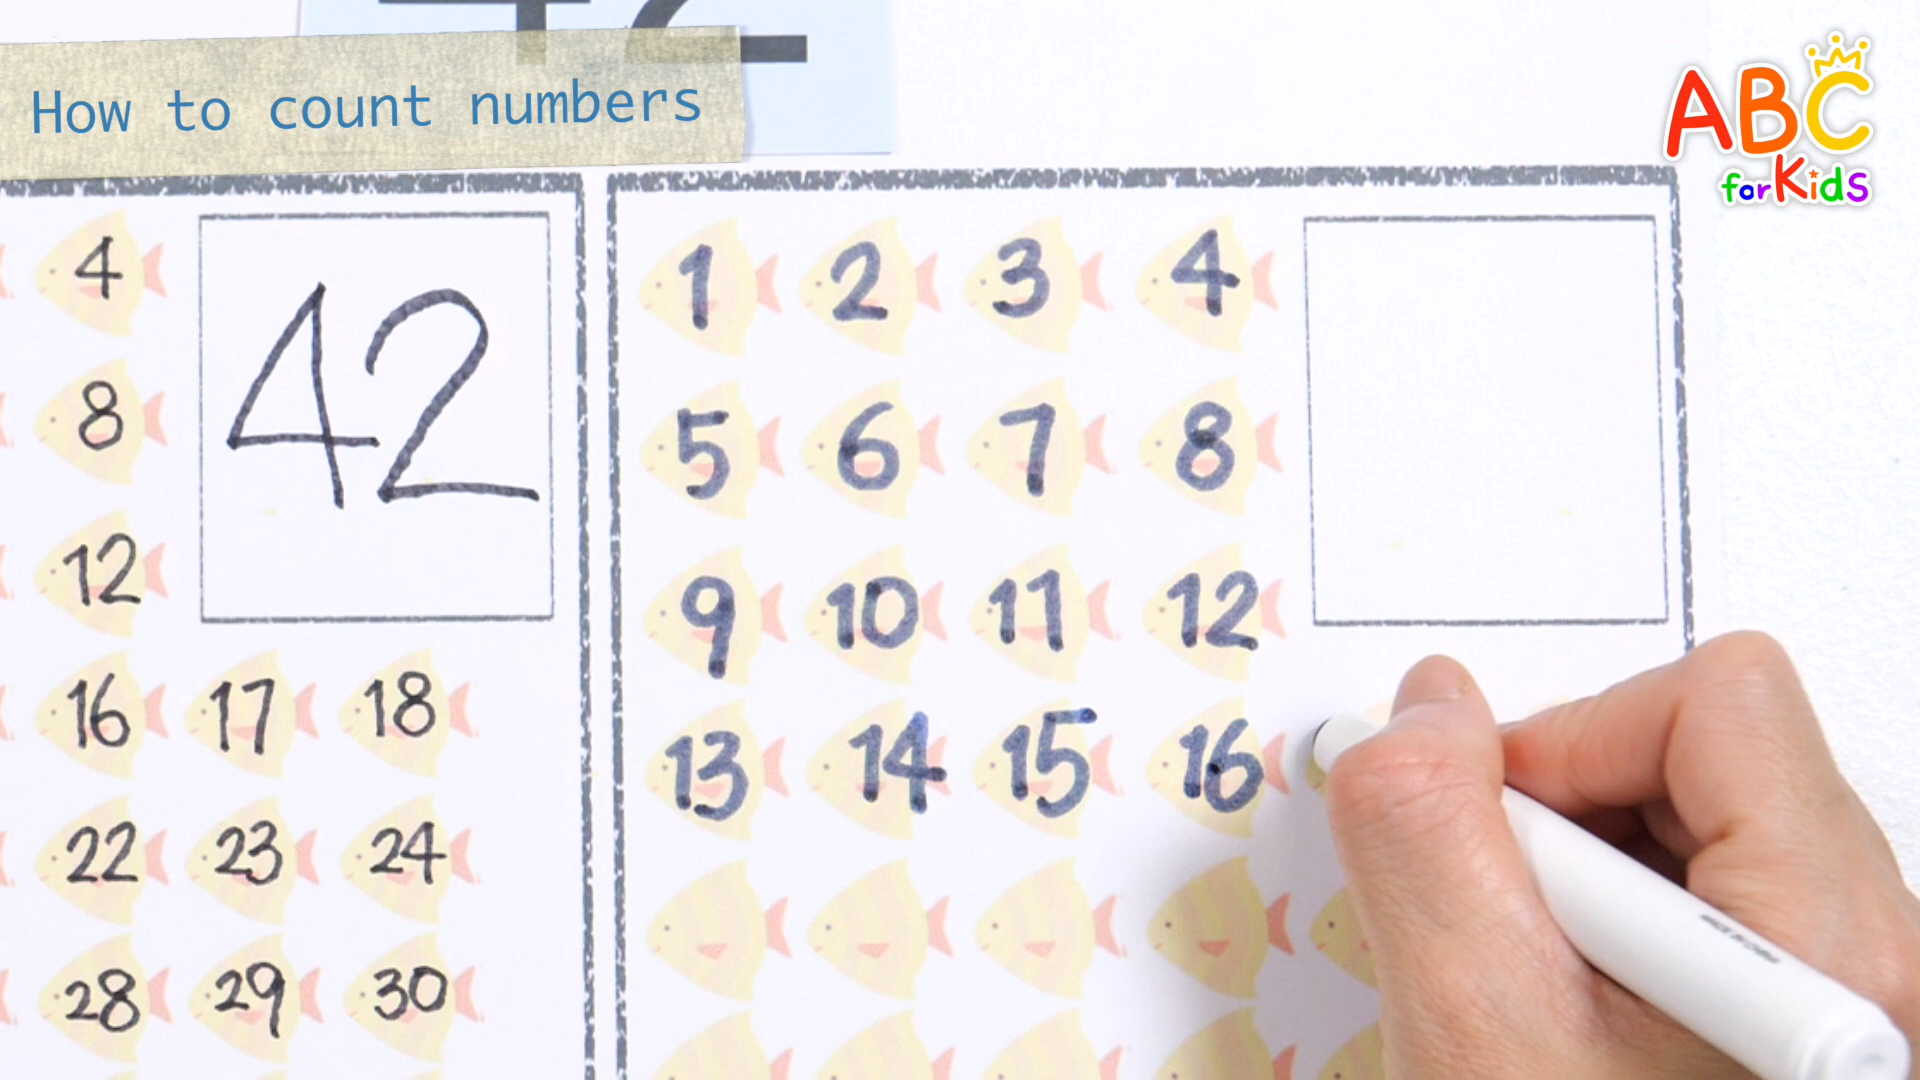 42
How to count numbers
ABC
for Kids
4
8
12
16 17 18
22 23 24
28 29 30
42
1 2 3 4
5 6 7 8
9 10 11 12
13 14 15 16